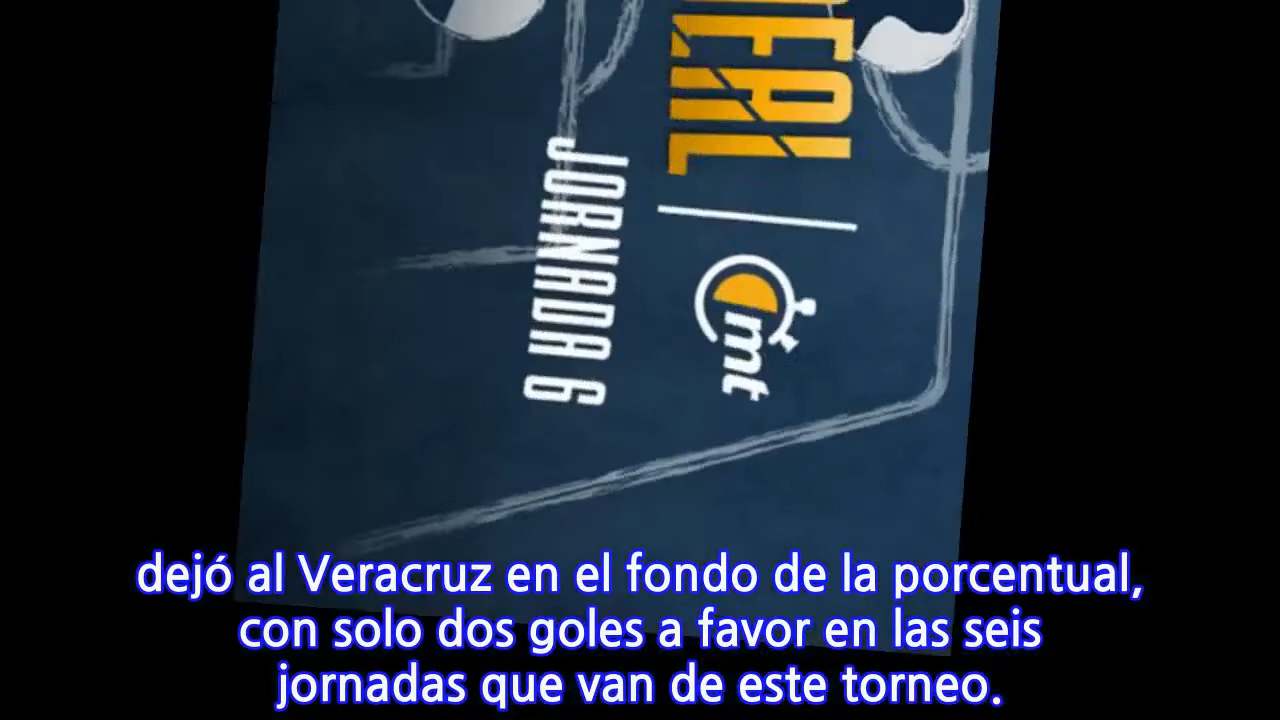 JORNADA 6
mt
dejó al Veracruz en el fondo de la porcentual,
con solo dos goles a favor en las seis
jornadas que van de este torneo.